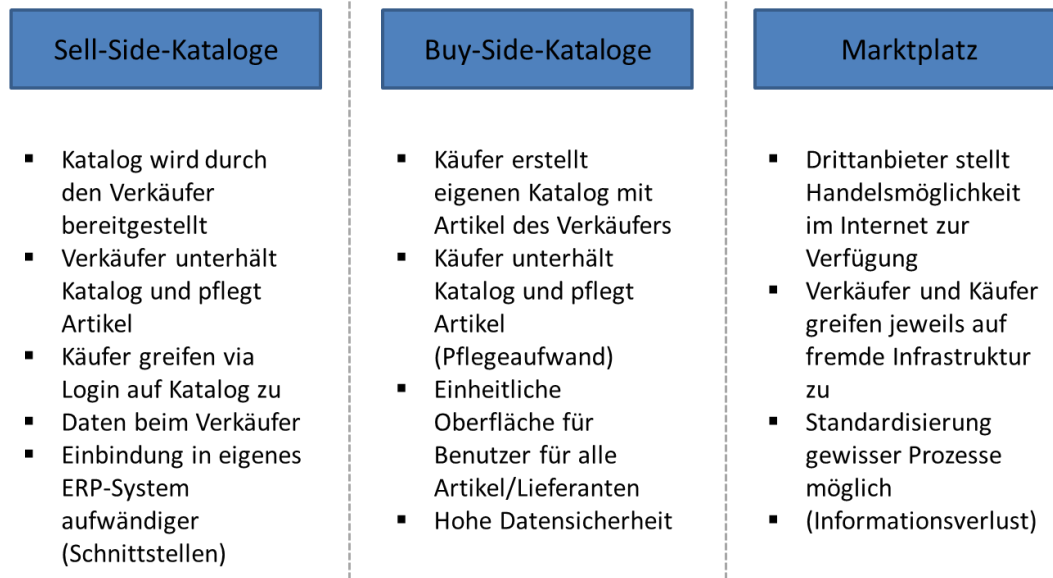 Sell-Side-Kataloge
▪ Katalog wird durch
den Verkäufer
bereitgestellt
▪ Verkäufer unterhält
Katalog und pflegt
Artikel
▪ Käufer greifen via
Login auf Katalog zu
▪ Daten beim Verkäufer
▪ Einbindung in eigenes
ERP-System
aufwändiger
(Schnittstellen)
Buy-Side-Kataloge
▪ Käufer erstellt
eigenen Katalog mit
Artikel des Verkäufers
▪ Käufer unterhält
Katalog und pflegt
Artikel
(Pflegeaufwand)
▪ Einheitliche
Oberfläche für
Benutzer für alle
Artikel/Lieferanten
▪ Hohe Datensicherheit
Marktplatz
▪ Drittanbieter stellt
Handelsmöglichkeit
im Internet zur
Verfügung
▪ Verkäufer und Käufer
greifen jeweils auf
fremde Infrastruktur
zu
▪ Standardisierung
gewisser Prozesse
möglich
▪ (Informationsverlust)